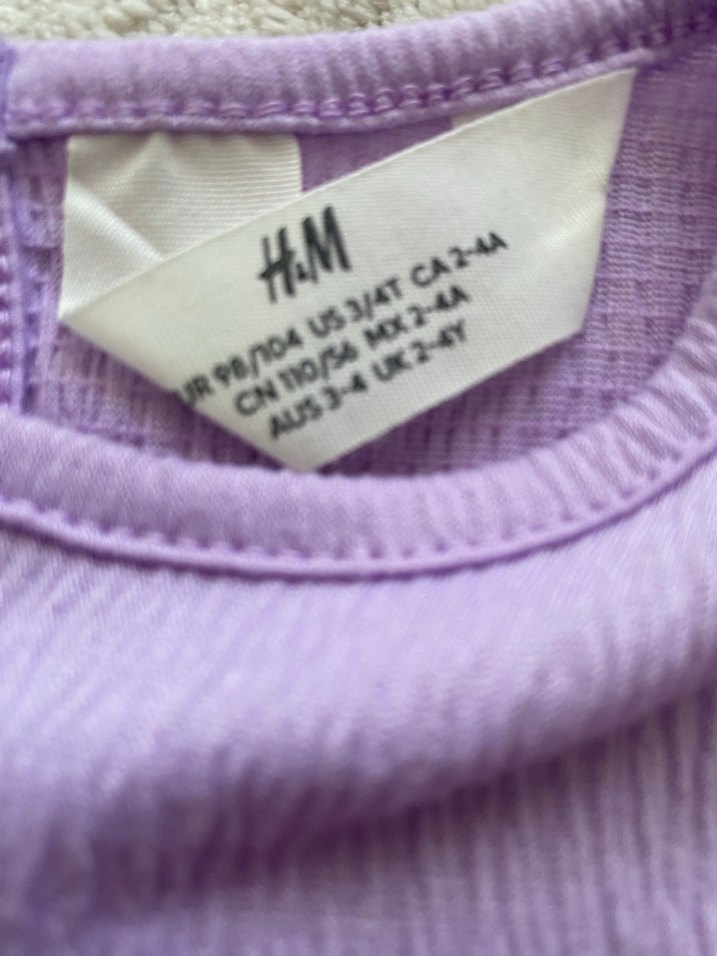 H&M
UR 98/104 US 3/4T CA 2-4A
CN 110/56 MX 2-4A
AUS 3-4 UK 2-4Y